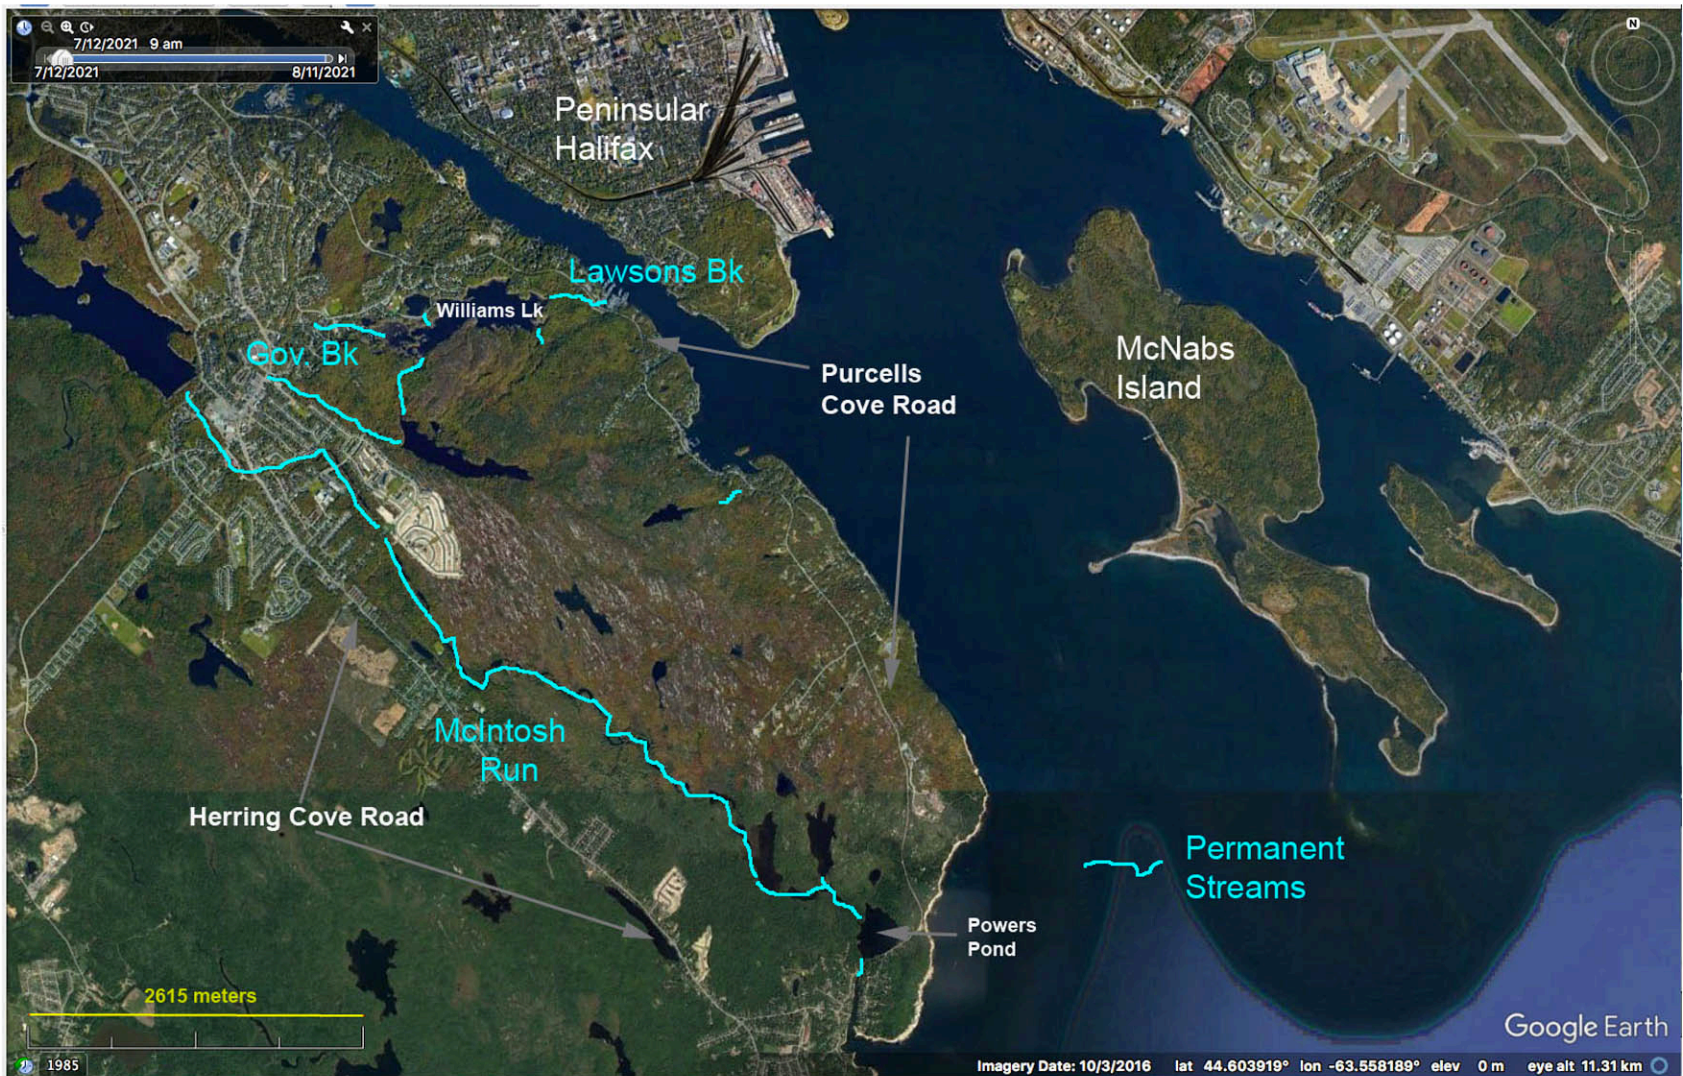 7/12/2021 9 am
7/12/2021
8/11/2021
N
Peninsular
Halifax
Lawsons Bk
Williams Lk
Gov. Bk
McNabs
Island
Purcells
Cove Road
McIntosh
Run
Herring Cove Road
Permanent
Streams
Powers
Pond
2615 meters
Google Earth
1985
Imagery Date: 10/3/2016 lat 44.603919° lon -63.558189° elev 0 m eye alt 11.31 km